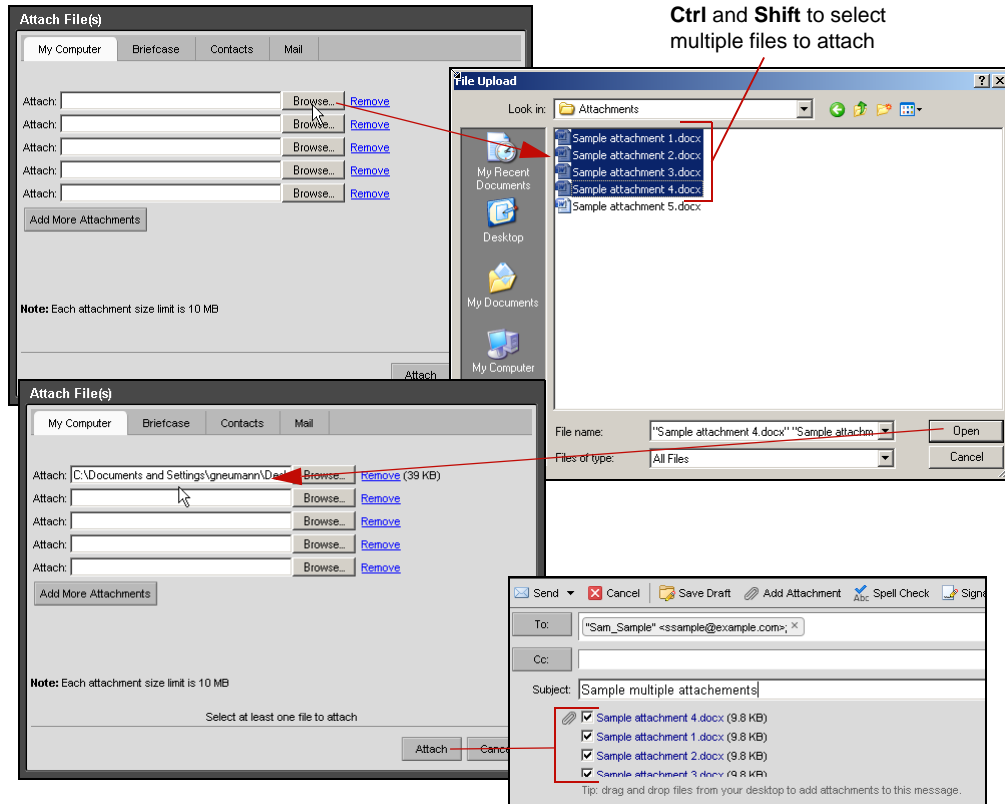 Ctrl and Shift to select
multiple files to attach
Attach File(s)
My Computer Briefcase Contacts Mail
Attach: Browse... Remove
Attach: Browse... Remove
Attach: Browse... Remove
Attach: Browse... Remove
Attach: Browse... Remove
Add More Attachments
Note: Each attachment size limit is 10 MB
Attach
File Upload
Look in: Attachments
Sample attachment 1.docx
Sample attachment 2.docx
Sample attachment 3.docx
Sample attachment 4.docx
Sample attachment 5.docx
My Recent
Documents
Desktop
My Documents
My Computer
File name: "Sample attachment 4.docx" "Sample attachm Open
Files of type: All Files Cancel
Attach File(s)
My Computer Briefcase Contacts Mail
Attach: C:\Documents and Settings\gneumann\Des Browse... Remove (39 KB)
Attach: Browse... Remove
Attach: Browse... Remove
Attach: Browse... Remove
Attach: Browse... Remove
Add More Attachments
Note: Each attachment size limit is 10 MB
Select at least one file to attach
Attach Cance
Send Cancel Save Draft Add Attachment Abc Spell Check Signa
To: "Sam_Sample" <ssample@example.com>; ×
Cc:
Subject: Sample multiple attachements
Sample attachment 4.docx (9.8 KB)
Sample attachment 1.docx (9.8 KB)
Sample attachment 2.docx (9.8 KB)
Sample attachment 3.docx (9.8 KB)
Tip: drag and drop files from your desktop to add attachments to this message.